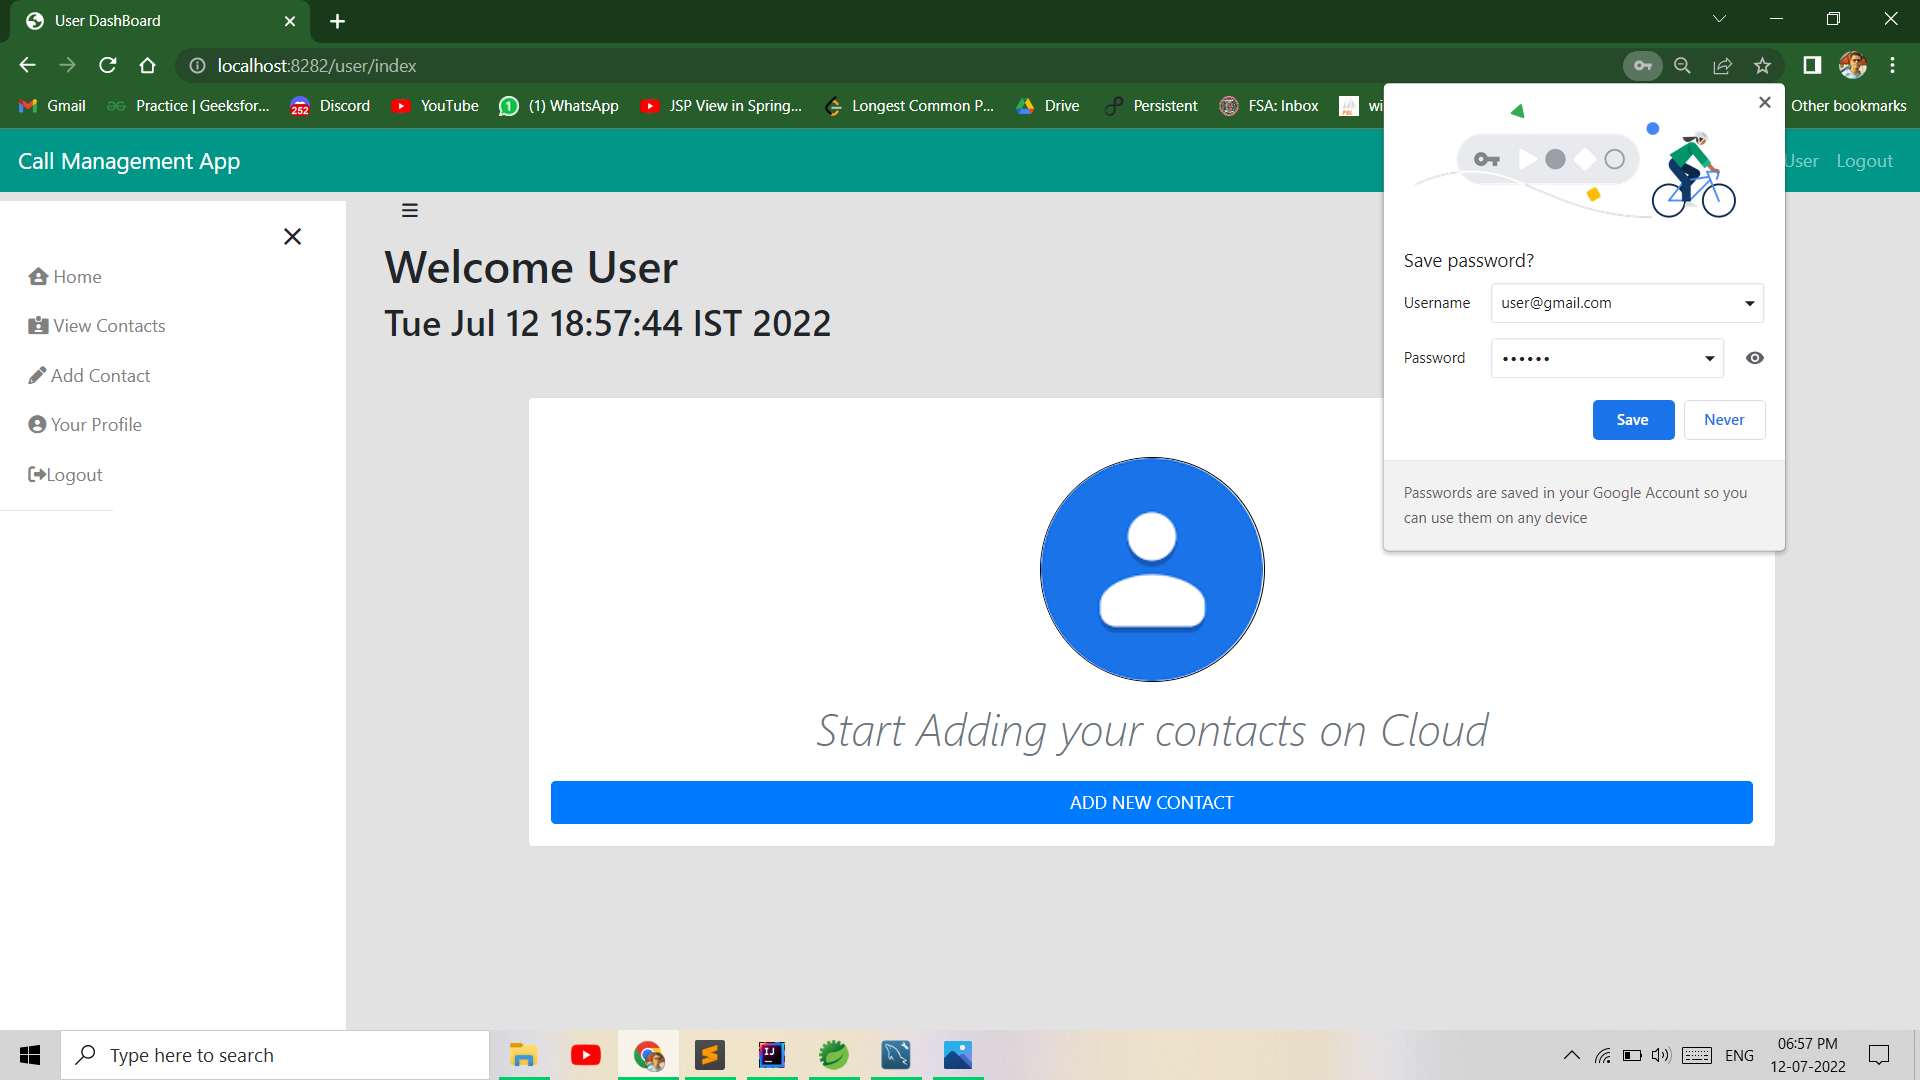 User DashBoard
localhost:8282/user/index
Gmail
Practice | Geeksfor...
252
Discord
YouTube
1
(1) WhatsApp
JSP View in Spring...
Longest Common P...
Drive
Persistent
FSA: Inbox
wi
Other bookmarks
Call Management App
User
Logout
Home
View Contacts
Add Contact
Your Profile
Logout
Welcome User
Tue Jul 12 18:57:44 IST 2022
Start Adding your contacts on Cloud
ADD NEW CONTACT
Save password?
Username
user@gmail.com
Password
••••••
Save
Never
Passwords are saved in your Google Account so you
can use them on any device
Type here to search
IJ
ENG
06:57 PM
12-07-2022